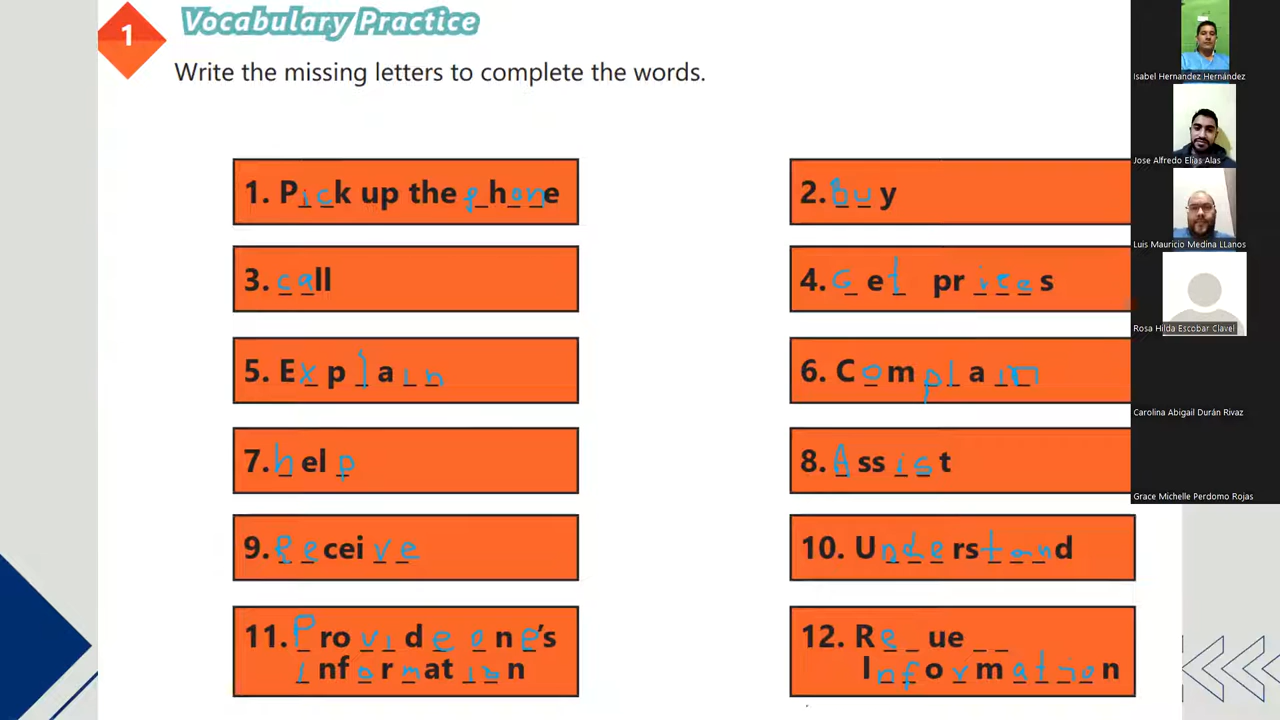 1
Vocabulary Practice
Write the missing letters to complete the words.
1. Pick up the phone
2. Buy
3. call
4. Get prices
5. Explain
6. Complain
7. help
8. Assist
9. Receive
10. Understand
11. Provide one's
information
12. Re_ue_ _
Information
Isabel Hernandez Hernández
Jose Alfredo Elías Alas
Luis Mauricio Medina LLanos
Rosa Hilda Escobar Clavel
Carolina Abigail Durán Rivaz
Grace Michelle Perdomo Rojas